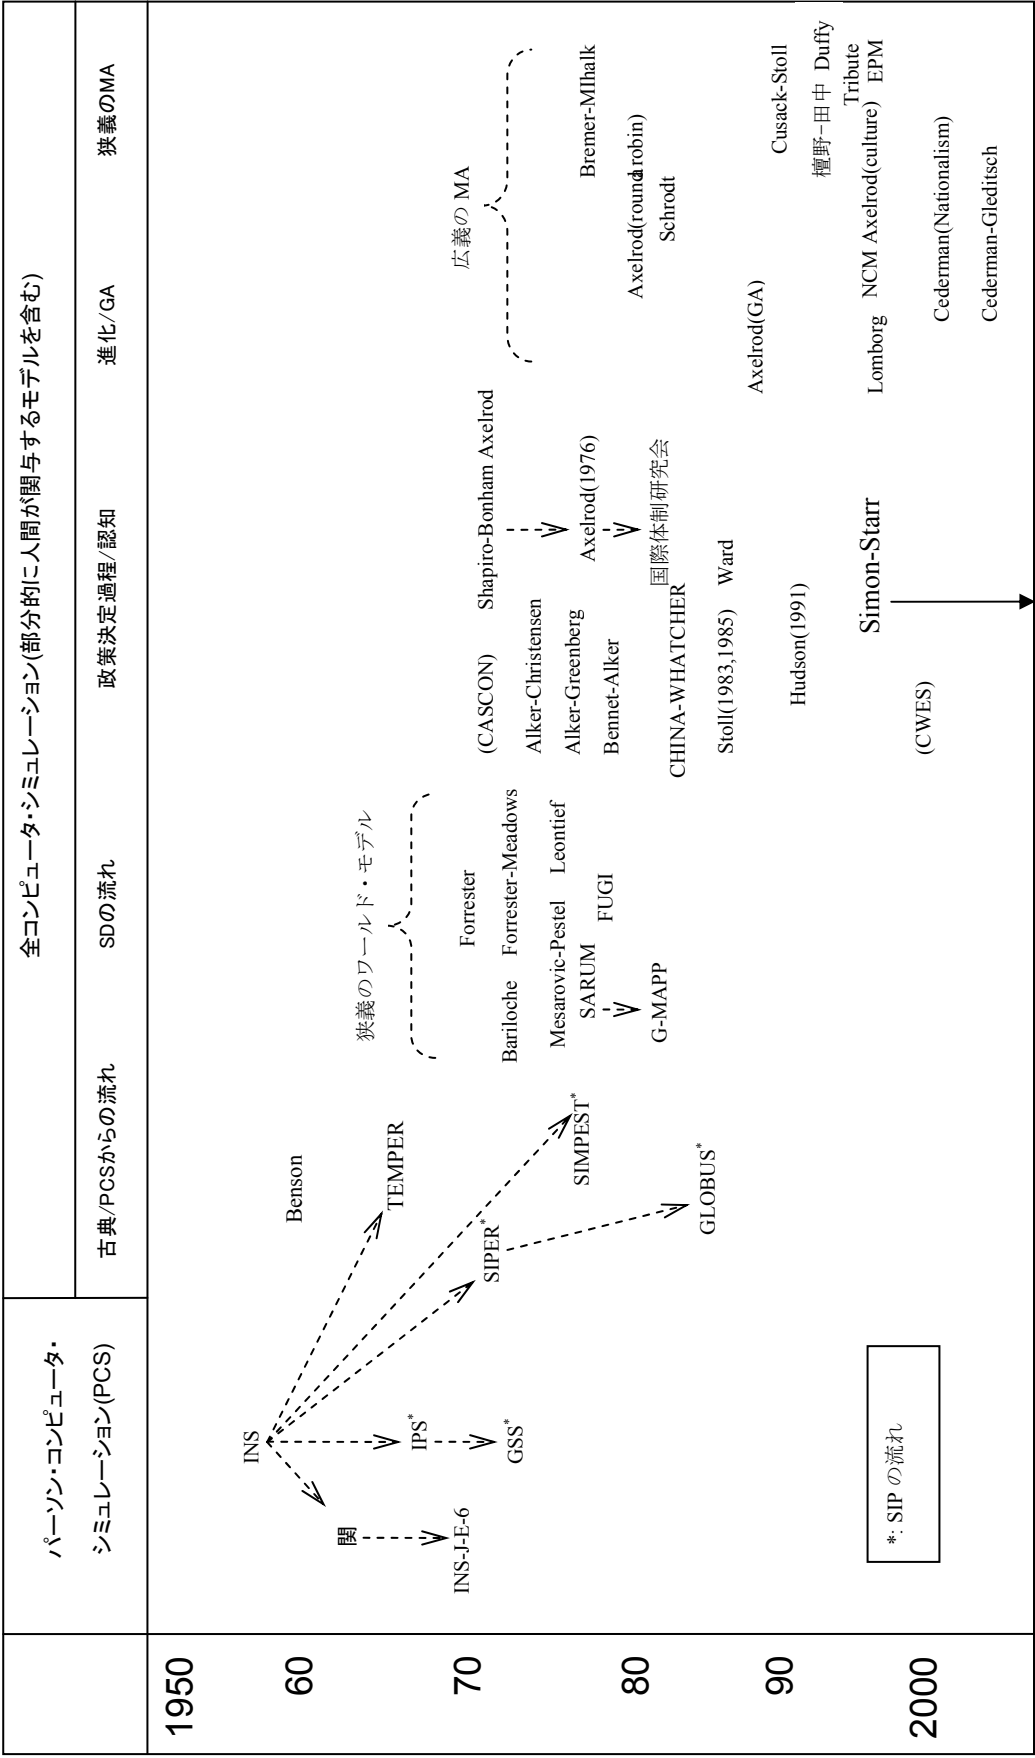 パーソン・コンピュータ・
シミュレーション(PCS)
全コンピュータ・シミュレーション(部分的に人間が関与するモデルを含む)
古典/PCSからの流れ
SDの流れ
政策決定過程/認知
進化/GA
狭義のMA
1950
60
70
80
90
2000
INS
関
INS-J-E-6
IPS*
GSS*
Benson
TEMPER
SIPER*
SIMPEST*
GLOBUS*
狭義のワールド・モデル
Forrester
Bariloche Forrester-Meadows
Mesarovic-Pestel Leontief
SARUM
FUGI
G-MAPP
(CASCON) Shapiro-Bonham Axelrod
Alker-Christensen
Alker-Greenberg
Axelrod(1976)
Bennet-Alker
国際体制研究会
CHINA-WHATCHER
Stoll(1983,1985) Ward
Hudson(1991)
Simon-Starr
(CWES)
広義の MA
Bremer-MIhalk
Axelrod(round robin)
Schrodt
Axelrod(GA)
Cusack-Stoll
檀野−田中 Duffy
Tribute
Lomborg NCM Axelrod(culture) EPM
Cederman(Nationalism)
Cederman-Gleditsch
*: SIP の流れ